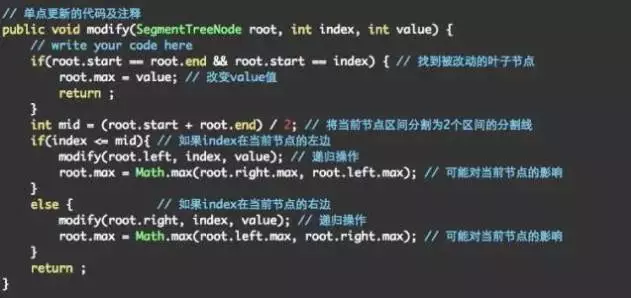 // 单点更新的代码及注释
public void modify(SegmentTreeNode root, int index, int value) {
    // write your code here
    if(root.start == root.end && root.start == index) { // 找到被改动的叶子节点
        root.max = value; // 改变value值
        return ;
    }
    int mid = (root.start + root.end) / 2; // 将当前节点区间分割为2个区间的分割线
    if(index <= mid){ // 如果index在当前节点的左边
        modify(root.left, index, value); // 递归操作
        root.max = Math.max(root.right.max, root.left.max); // 可能对当前节点的影响
    }
    else {            // 如果index在当前节点的右边
        modify(root.right, index, value); // 递归操作
        root.max = Math.max(root.left.max, root.right.max); // 可能对当前节点的影响
    }
    return ;
}